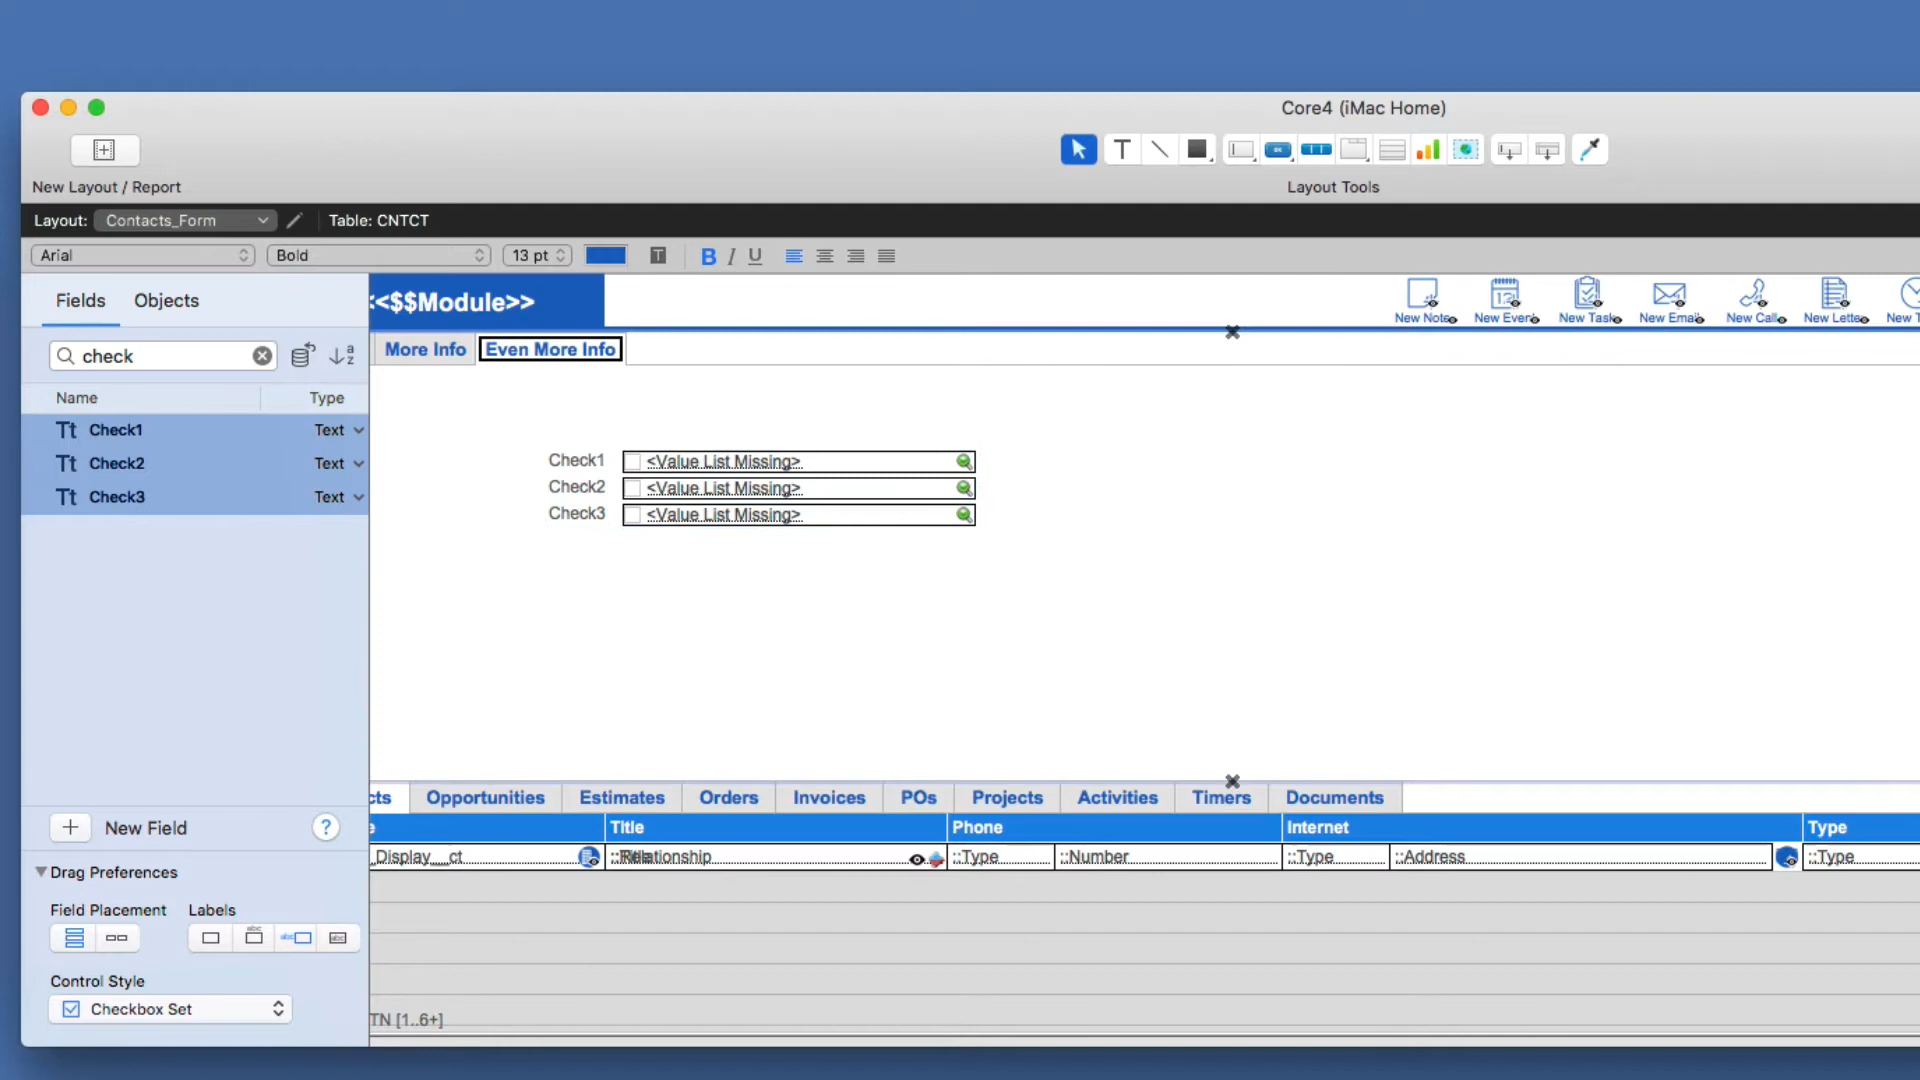 Core4 (iMac Home)
New Layout / Report
Layout Tools
Layout: Contacts_Form Table: CNTCT
Arial Bold 13 pt
Fields Objects
<<$$Module>>
New Note New Event New Task New Email New Call New Letter New T
check
More Info Even More Info
Name Type
Check1 Text
Check2 Text
Check3 Text
Check1 <Value List Missing>
Check2 <Value List Missing>
Check3 <Value List Missing>
cts Opportunities Estimates Orders Invoices POs Projects Activities Timers Documents
e Title Phone Internet Type
_Display__ct ::Relationship ::Type ::Number ::Type ::Address ::Type
New Field ?
Drag Preferences
Field Placement Labels
Control Style
Checkbox Set
TN [1..6+]